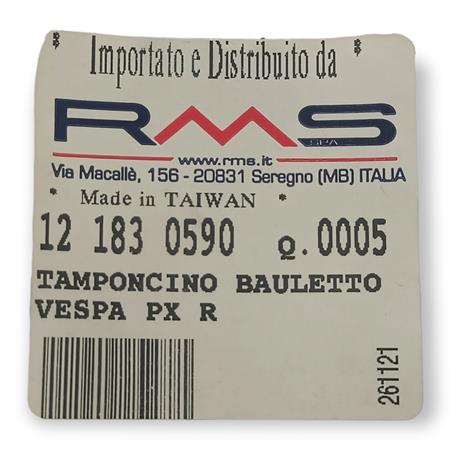 * Importato e Distribuito da *
RMS
SPA
www.rms.it
Via Macallè, 156 - 20831 Seregno (MB) ITALIA
* Made in TAIWAN *
12 183 0590 Q.0005
TAMPONCINO BAULETTO
VESPA PX R
261121